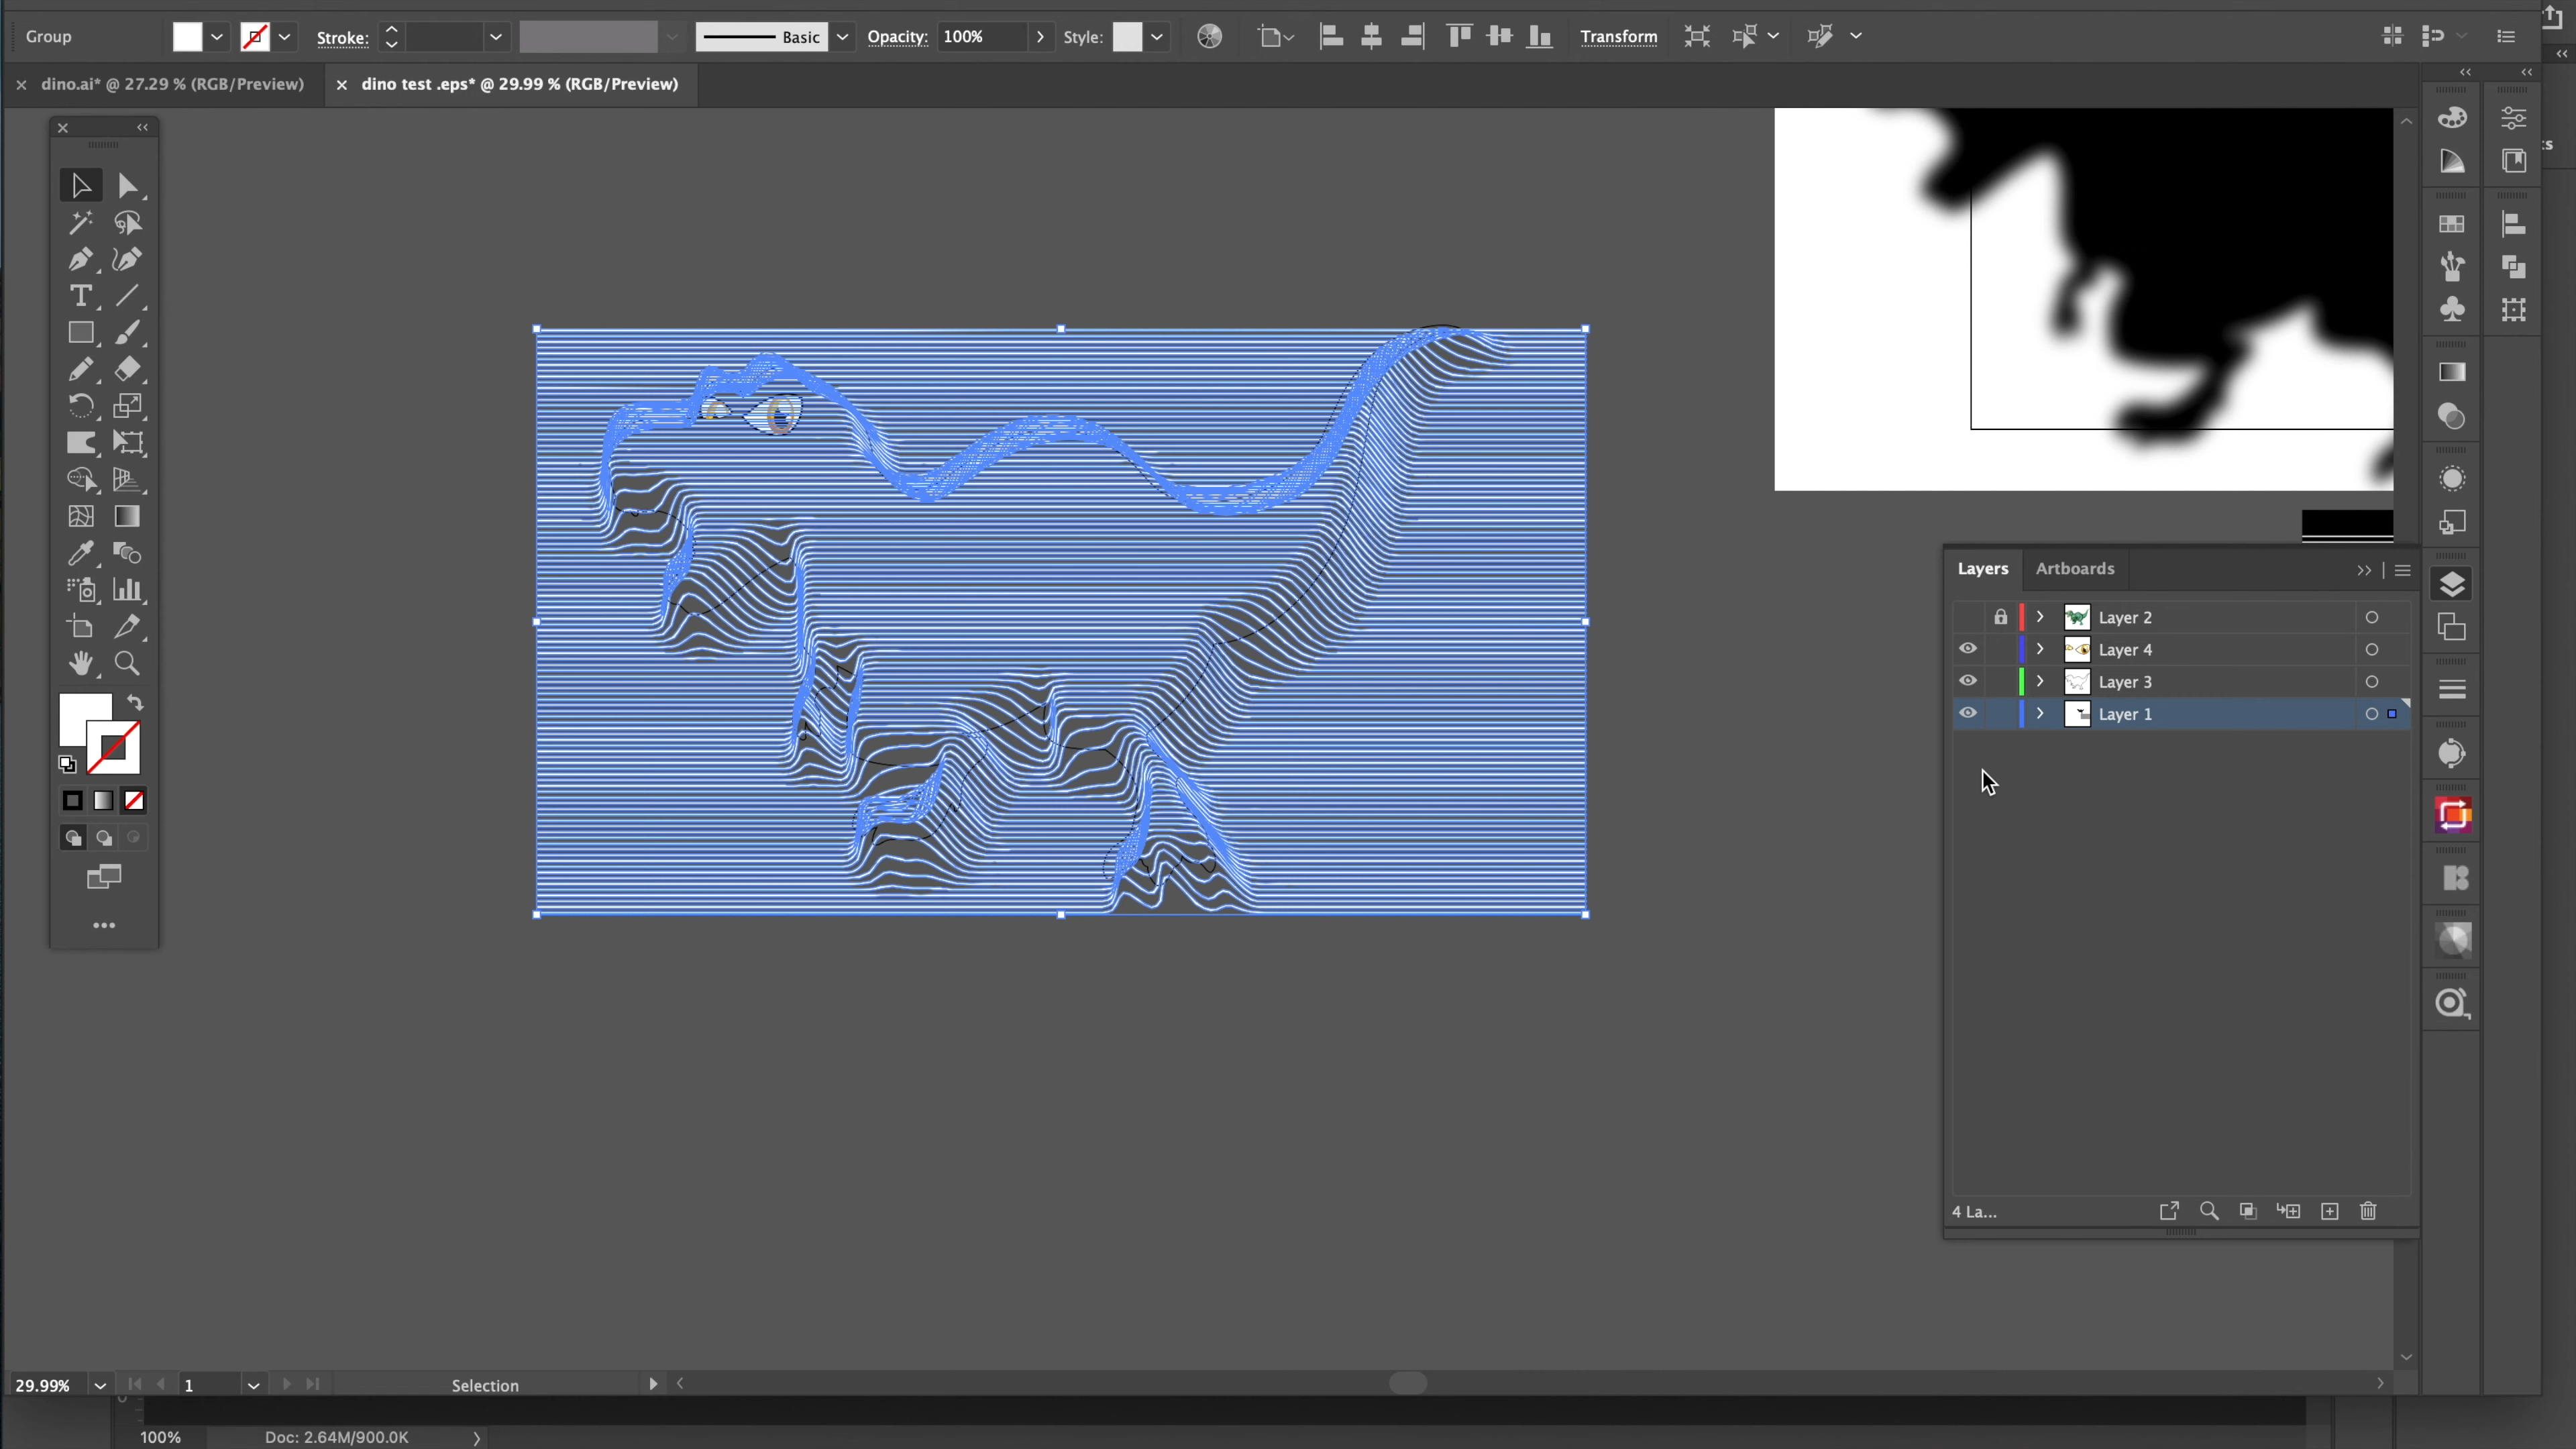 Group
Stroke:
Basic
Opacity:
100%
Style:
Transform
dino.ai* @ 27.29 % (RGB/Preview)
dino test .eps* @ 29.99 % (RGB/Preview)
Layers
Artboards
Layer 2
Layer 4
Layer 3
Layer 1
4 La...
29.99%
1
Selection
100%
Doc: 2.64M/900.0K